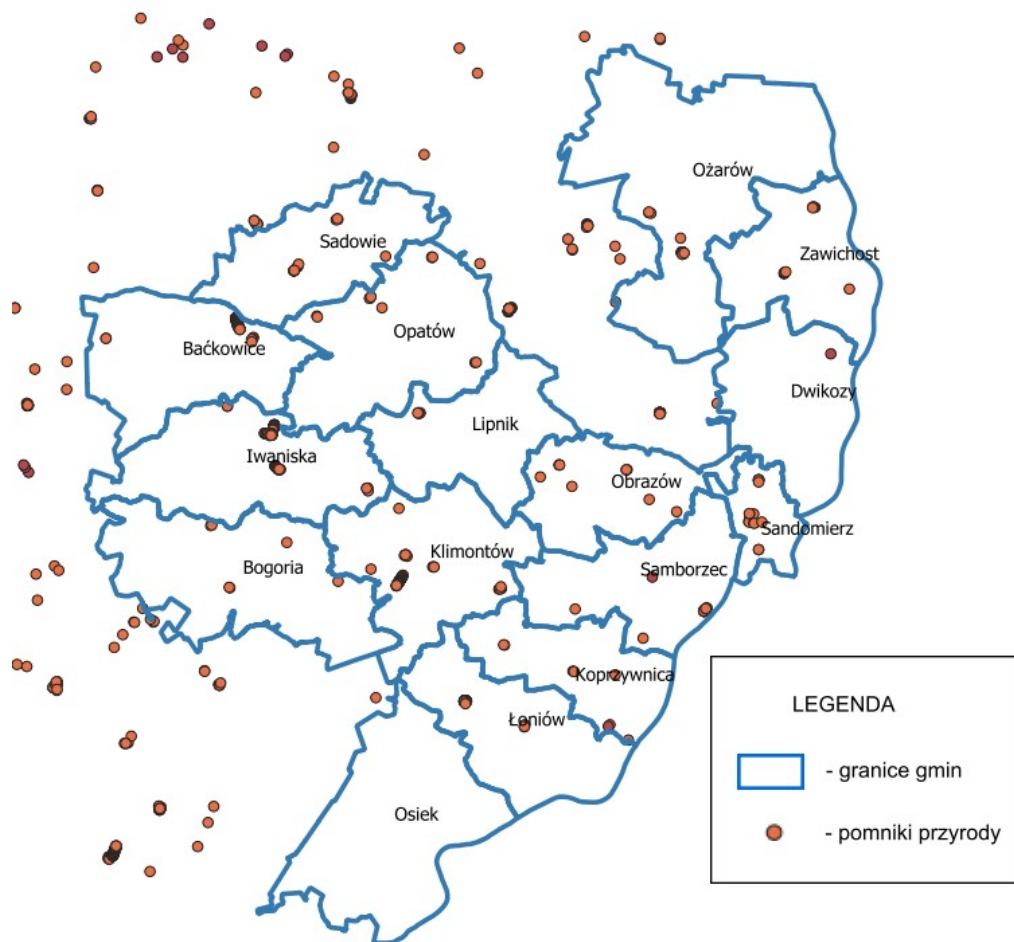 Ożarów
Sadowie
Zawichost
Opatów
Baćkowice
Dwikozy
Lipnik
Iwaniska
Obrazów
Sandomierz
Klimontów
Bogoria
Samborzec
Koprzywnica
Łoniów
Osiek
LEGENDA
- granice gmin
- pomniki przyrody